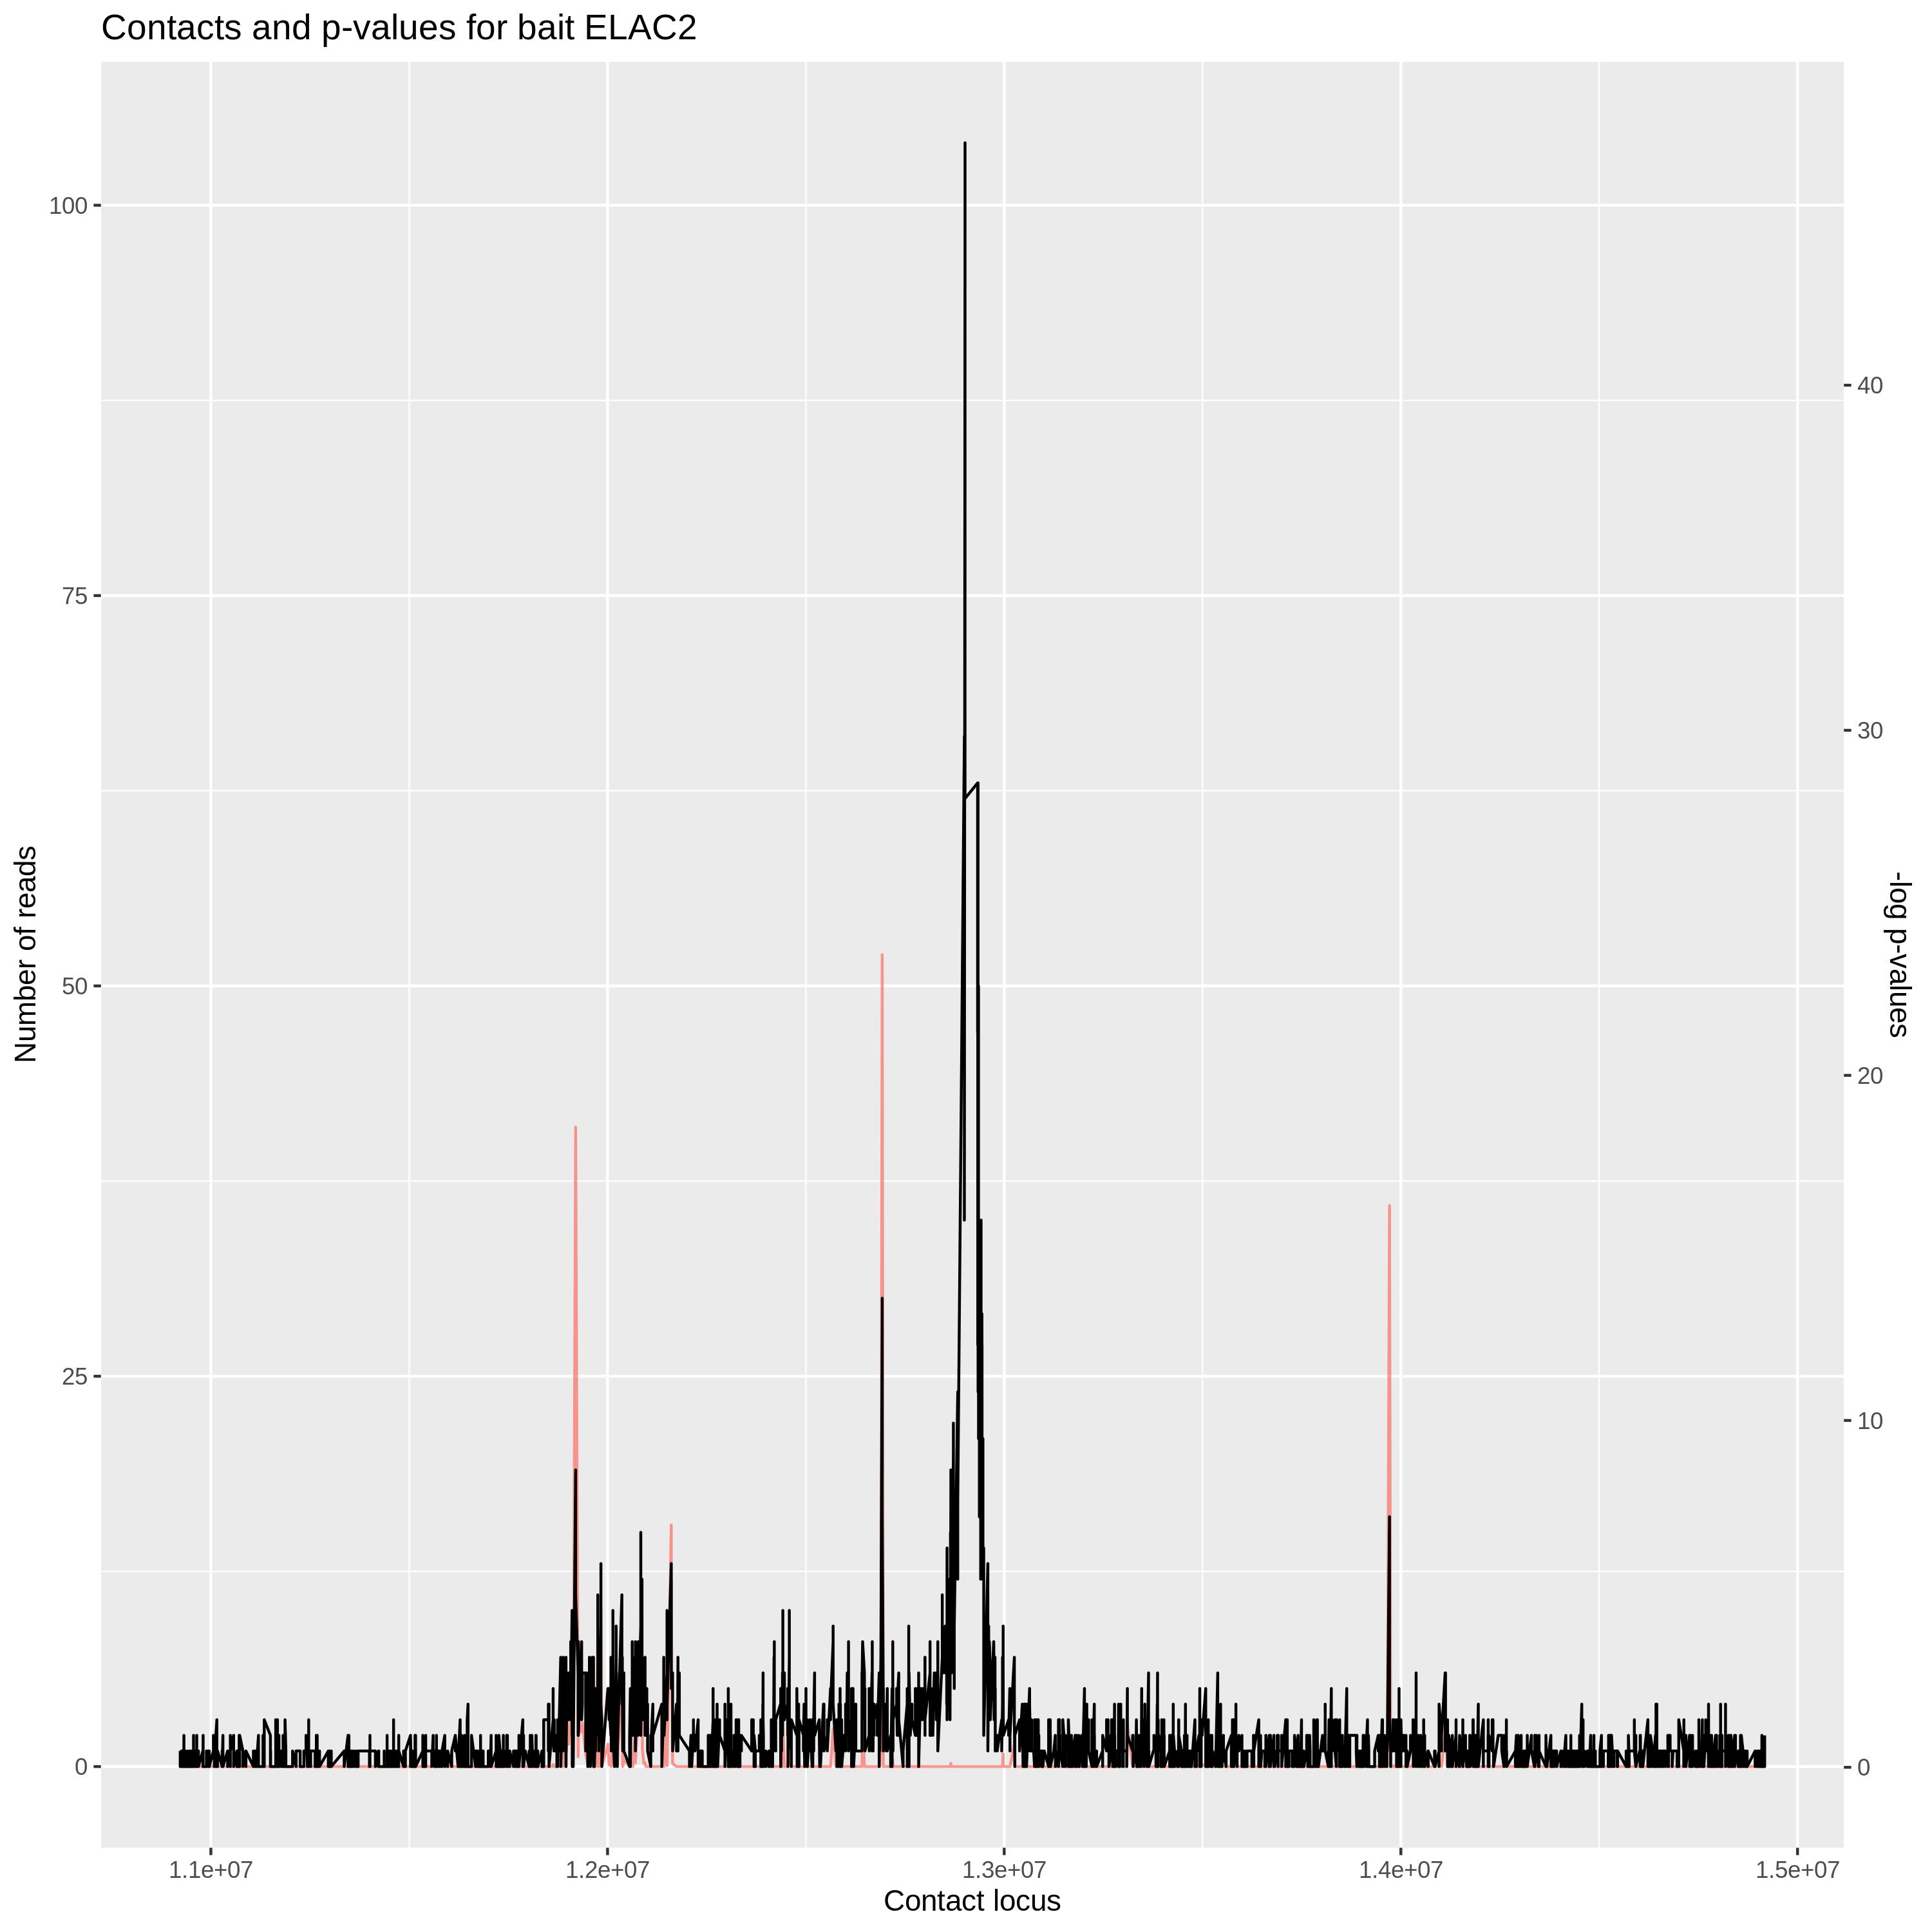 Contacts and p-values for bait ELAC2
100
75
50
25
0
Number of reads
40
30
20
10
0
-log p-values
1.1e+07
1.2e+07
1.3e+07
1.4e+07
1.5e+07
Contact locus